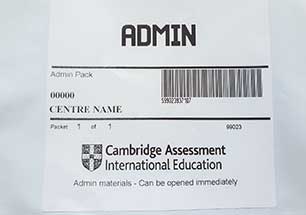 ADMIN
Admin Pack
00000
CENTRE NAME
Packet 1 of 1 99023
Cambridge Assessment
International Education
Admin materials - Can be opened immediately